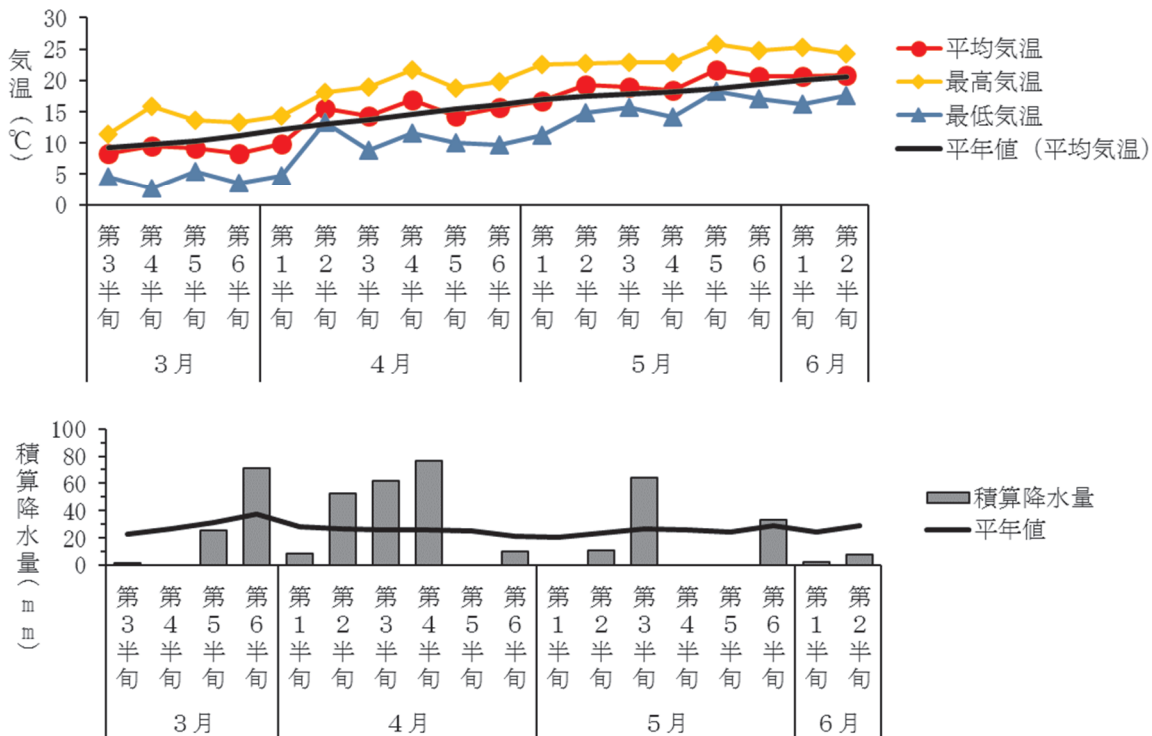 気温（℃）
30
25
20
15
10
5
0
平均気温
最高気温
最低気温
平年値（平均気温）
第3半旬 第4半旬 第5半旬 第6半旬 第1半旬 第2半旬 第3半旬 第4半旬 第5半旬 第6半旬 第1半旬 第2半旬 第3半旬 第4半旬 第5半旬 第6半旬 第1半旬 第2半旬
3月 4月 5月 6月
積算降水量(mm)
100
80
60
40
20
0
積算降水量
平年値
第3半旬 第4半旬 第5半旬 第6半旬 第1半旬 第2半旬 第3半旬 第4半旬 第5半旬 第6半旬 第1半旬 第2半旬 第3半旬 第4半旬 第5半旬 第6半旬 第1半旬 第2半旬
3月 4月 5月 6月